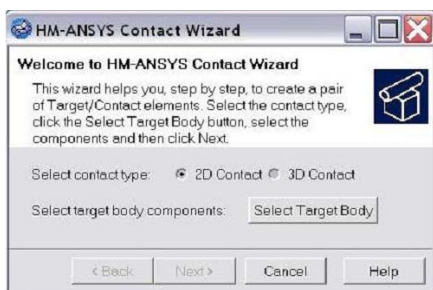 HM-ANSYS Contact Wizard
Welcome to HM-ANSYS Contact Wizard
This wizard helps you, step by step, to create a pair
of Target/Contact elements. Select the contact type,
click the Select Target Body button, select the
components and then click Next.
Select contact type: 2D Contact 3D Contact
Select target body components: Select Target Body
< Back Next > Cancel Help